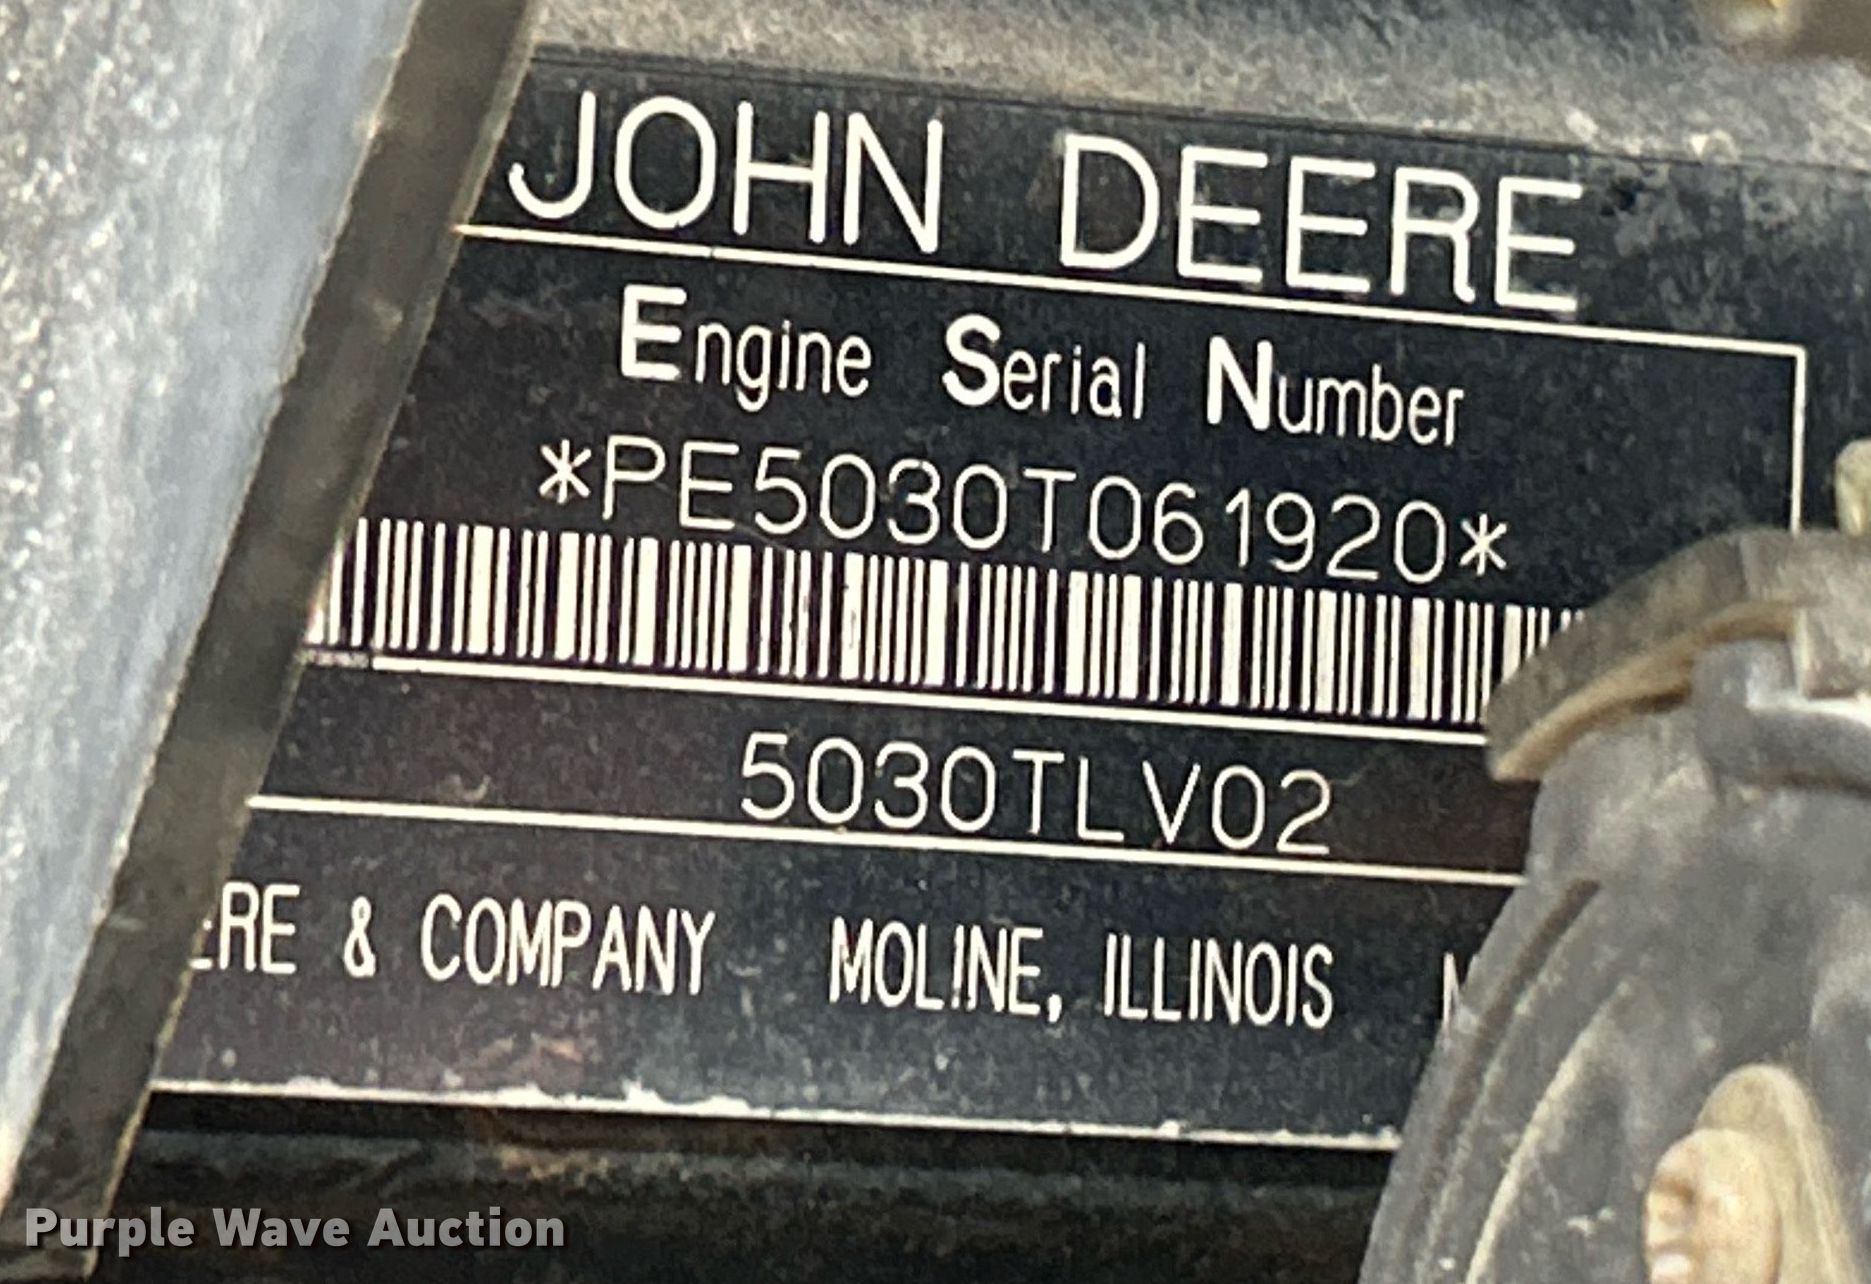 JOHN DEERE
Engine Serial Number
*PE5030T061920*
5030TLV02
ERE & COMPANY MOLINE, ILLINOIS
Purple Wave Auction